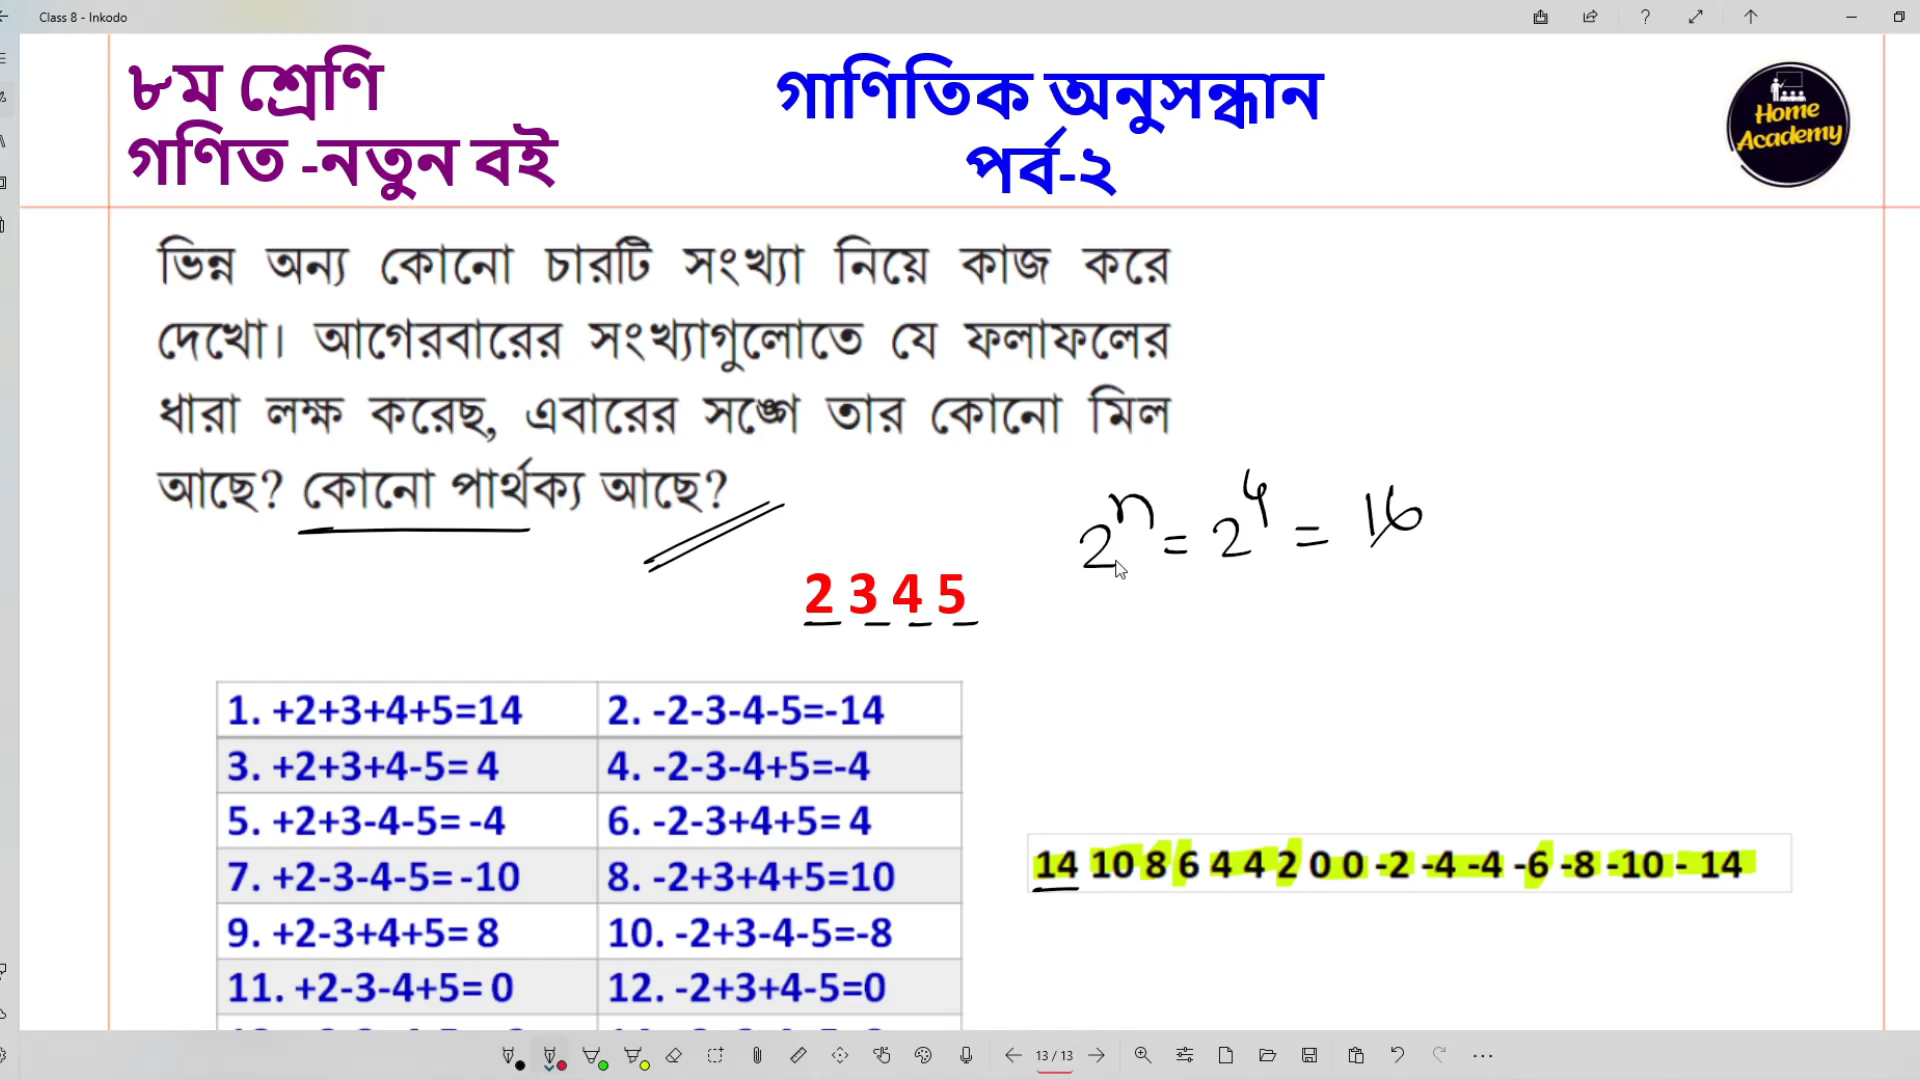 Class 8 - Inkodo
৮ম শ্রেণি
গণিত -নতুন বই
গাণিতিক অনুসন্ধান
পর্ব-২
Home
Academy
ভিন্ন অন্য কোনো চারটি সংখ্যা নিয়ে কাজ করে
দেখো। আগেরবারের সংখ্যাগুলোতে যে ফলাফলের
ধারা লক্ষ করেছ, এবারের সঙ্গে তার কোনো মিল
আছে? কোনো পার্থক্য আছে?
2^n = 2^4 = 16
2 3 4 5
1. +2+3+4+5=14
2. -2-3-4-5=-14
3. +2+3+4-5= 4
4. -2-3-4+5=-4
5. +2+3-4-5= -4
6. -2-3+4+5= 4
7. +2-3-4-5= -10
8. -2+3+4+5=10
9. +2-3+4+5= 8
10. -2+3-4-5=-8
11. +2-3-4+5= 0
12. -2+3+4-5=0
14 10 8 6 4 4 2 0 0 -2 -4 -4 -6 -8 -10 - 14
13 / 13